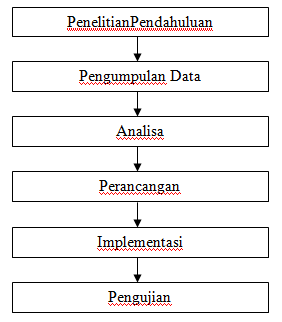 PenelitianPendahuluan
Pengumpulan Data
Analisa
Perancangan
Implementasi
Pengujian